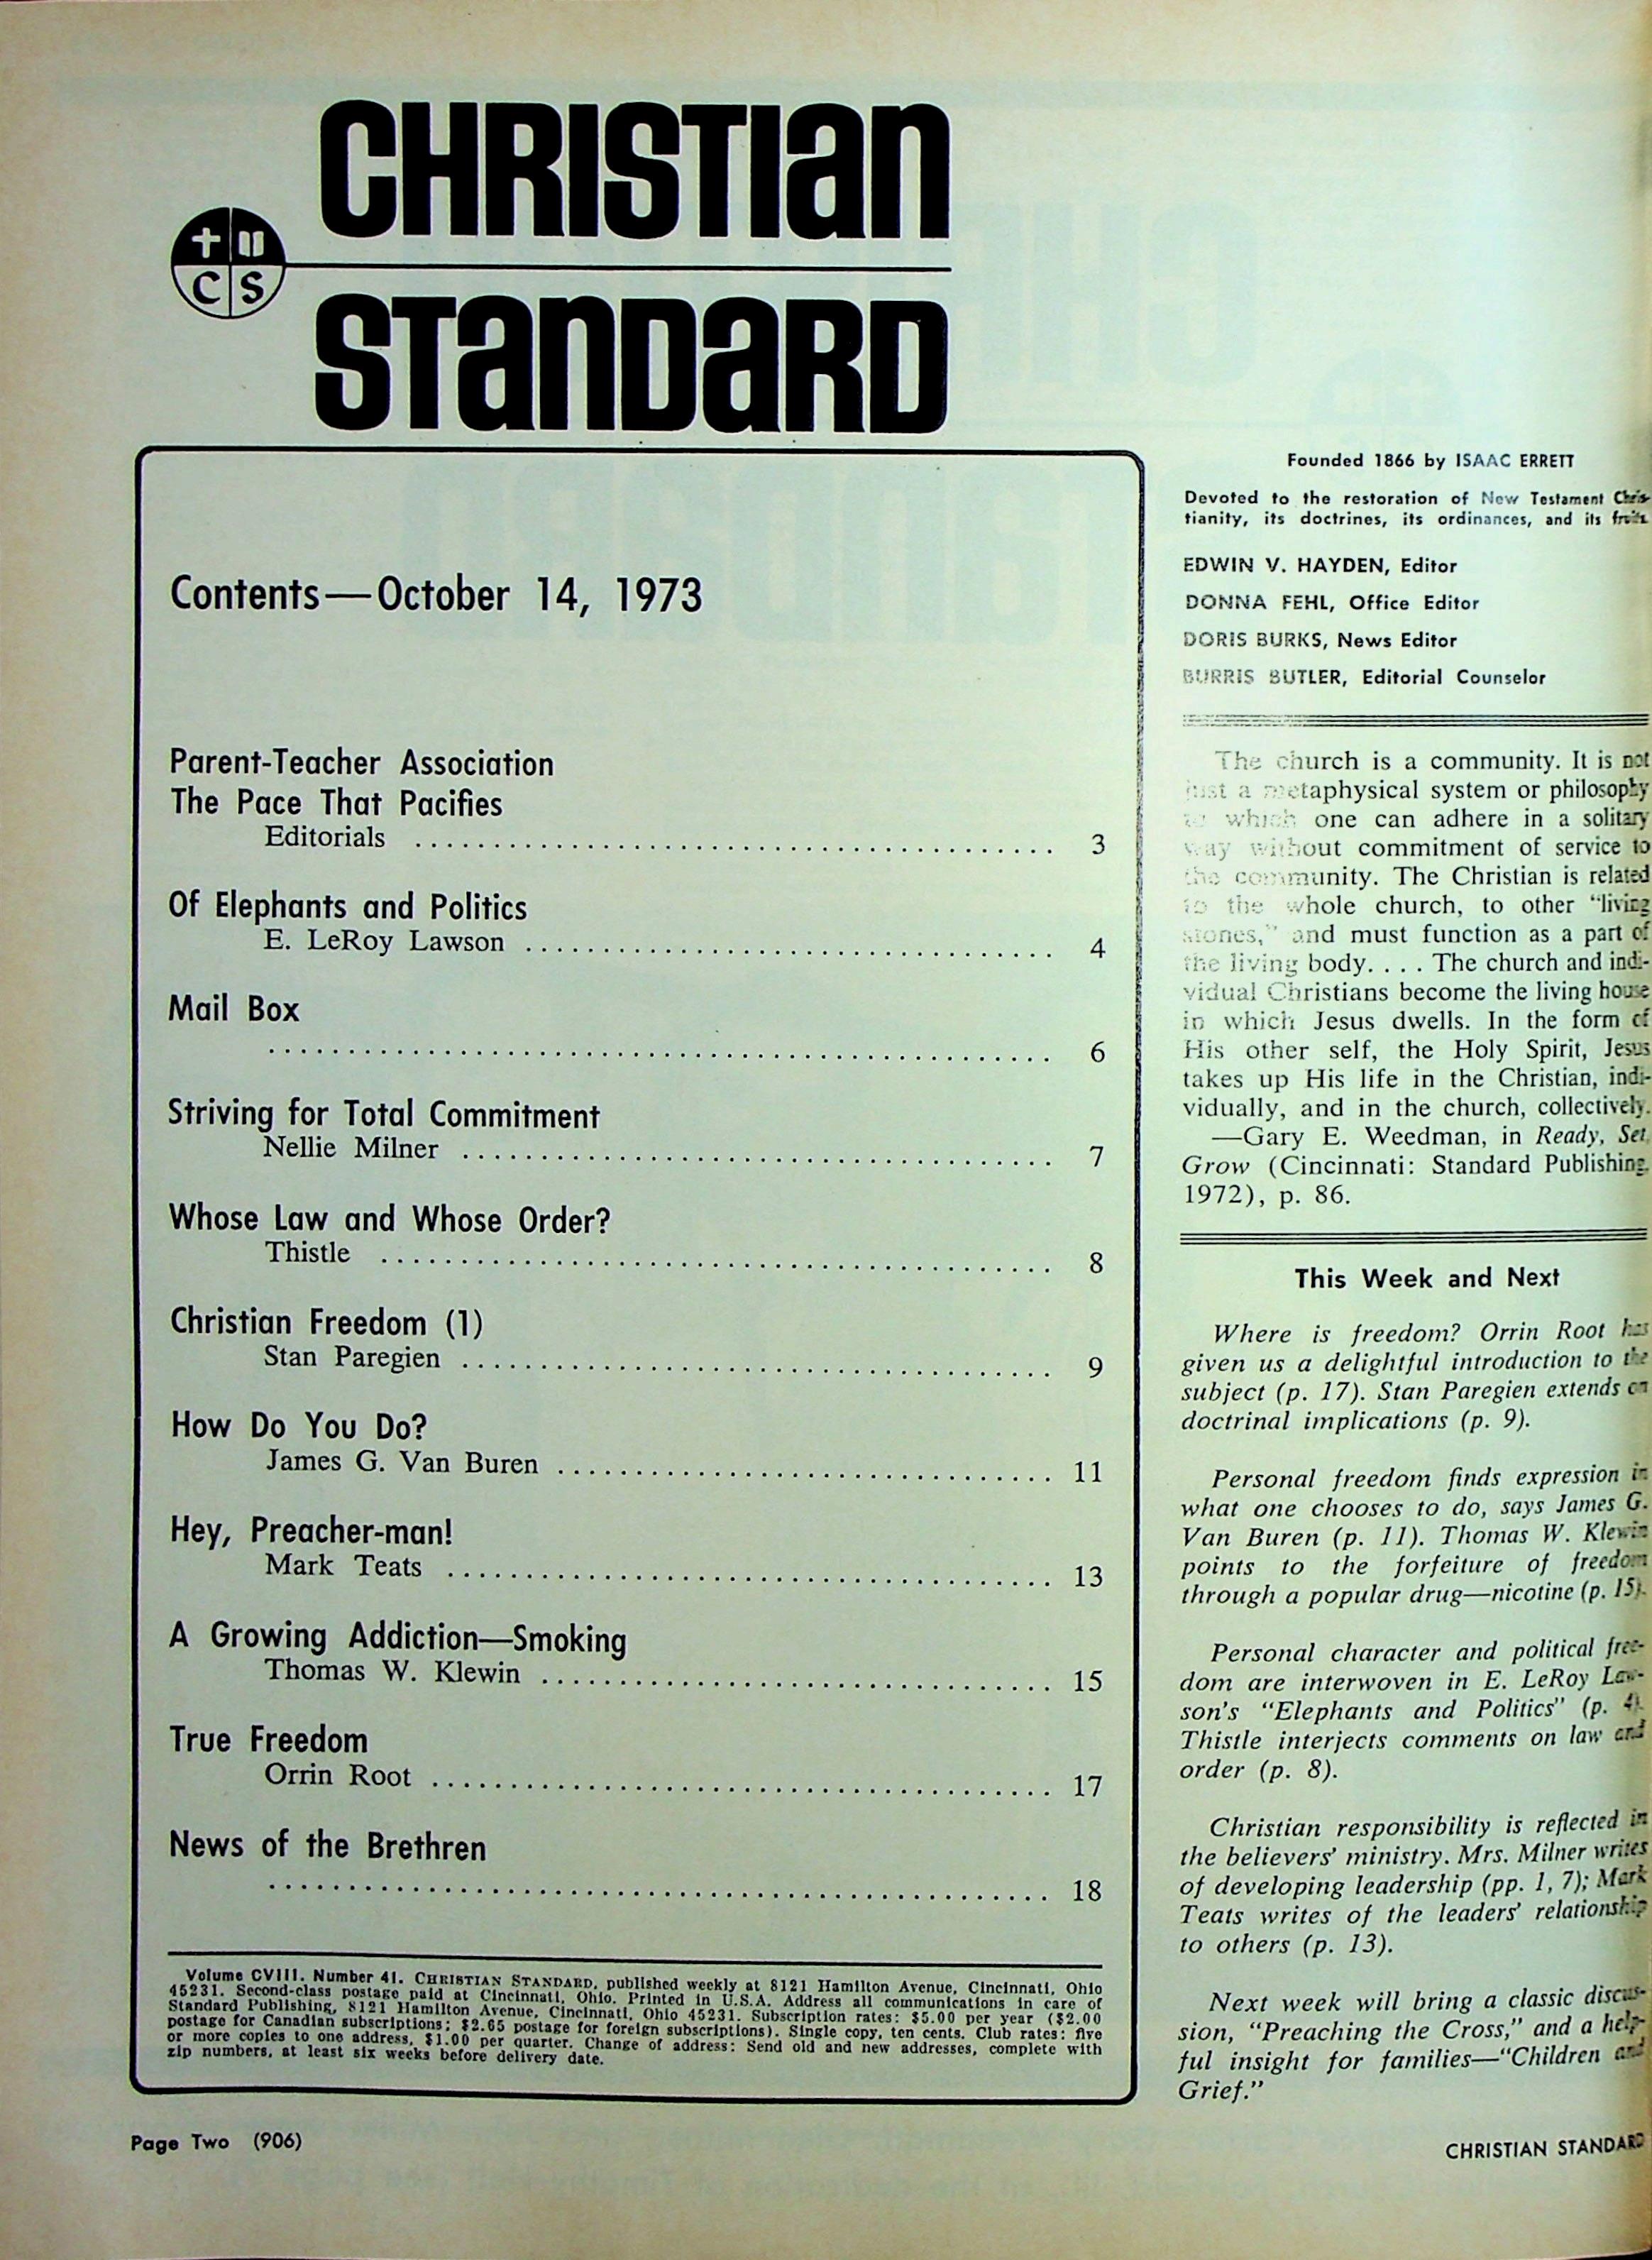 CHRISTIAN
STANDARD
C S
Contents—October 14, 1973
Parent-Teacher Association
The Pace That Pacifies
Editorials ........................................ 3
Of Elephants and Politics
E. LeRoy Lawson ................................. 4
Mail Box
................................................. 6
Striving for Total Commitment
Nellie Milner ..................................... 7
Whose Law and Whose Order?
Thistle .......................................... 8
Christian Freedom (1)
Stan Paregien ..................................... 9
How Do You Do?
James G. Van Buren ............................... 11
Hey, Preacher-man!
Mark Teats ...................................... 13
A Growing Addiction—Smoking
Thomas W. Klewin ................................ 15
True Freedom
Orrin Root ....................................... 17
News of the Brethren
................................................. 18
Volume CVIII. Number 41. CHRISTIAN STANDARD, published weekly at 8121 Hamilton Avenue, Cincinnati, Ohio
45231. Second-class postage paid at Cincinnati, Ohio. Printed in U.S.A. Address all communications in care of
Standard Publishing, 8121 Hamilton Avenue, Cincinnati, Ohio 45231. Subscription rates: $5.00 per year ($2.00
postage for Canadian subscriptions; $2.65 postage for foreign subscriptions). Single copy, ten cents. Club rates: five
or more copies to one address, $1.00 per quarter. Change of address: Send old and new addresses, complete with
zip numbers, at least six weeks before delivery date.
Founded 1866 by ISAAC ERRETT
Devoted to the restoration of New Testament Chris-
tianity, its doctrines, its ordinances, and its fruits.
EDWIN V. HAYDEN, Editor
DONNA FEHL, Office Editor
DORIS BURKS, News Editor
BURRIS BUTLER, Editorial Counselor
The church is a community. It is not
just a metaphysical system or philosophy
to which one can adhere in a solitary
way without commitment of service to
the community. The Christian is related
to the whole church, to other “living
stones,” and must function as a part of
the living body. . . . The church and indi-
vidual Christians become the living house
in which Jesus dwells. In the form of
His other self, the Holy Spirit, Jesus
takes up His life in the Christian, indi-
vidually, and in the church, collectively.
—Gary E. Weedman, in Ready, Set,
Grow (Cincinnati: Standard Publishing,
1972), p. 86.
This Week and Next
Where is freedom? Orrin Root has
given us a delightful introduction to the
subject (p. 17). Stan Paregien extends on
doctrinal implications (p. 9).
Personal freedom finds expression in
what one chooses to do, says James G.
Van Buren (p. 11). Thomas W. Klewin
points to the forfeiture of freedom
through a popular drug—nicotine (p. 15).
Personal character and political free-
dom are interwoven in E. LeRoy Law-
son's “Elephants and Politics” (p. 4).
Thistle interjects comments on law and
order (p. 8).
Christian responsibility is reflected in
the believers' ministry. Mrs. Milner writes
of developing leadership (pp. 1, 7); Mark
Teats writes of the leaders' relationship
to others (p. 13).
Next week will bring a classic discus-
sion, “Preaching the Cross,” and a help-
ful insight for families—“Children and
Grief.”
Page Two (906)
CHRISTIAN STANDARD